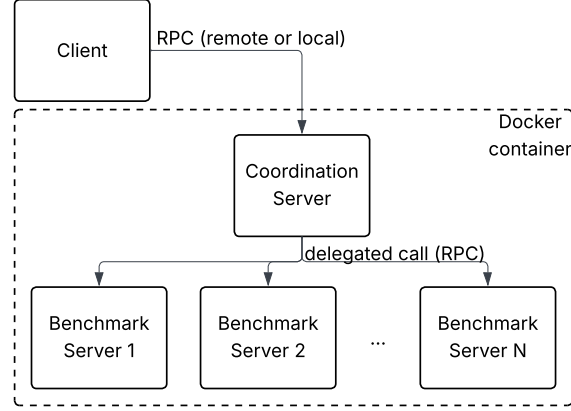 Client
RPC (remote or local)
Docker
container
Coordination
Server
delegated call (RPC)
Benchmark
Server 1
Benchmark
Server 2
...
Benchmark
Server N